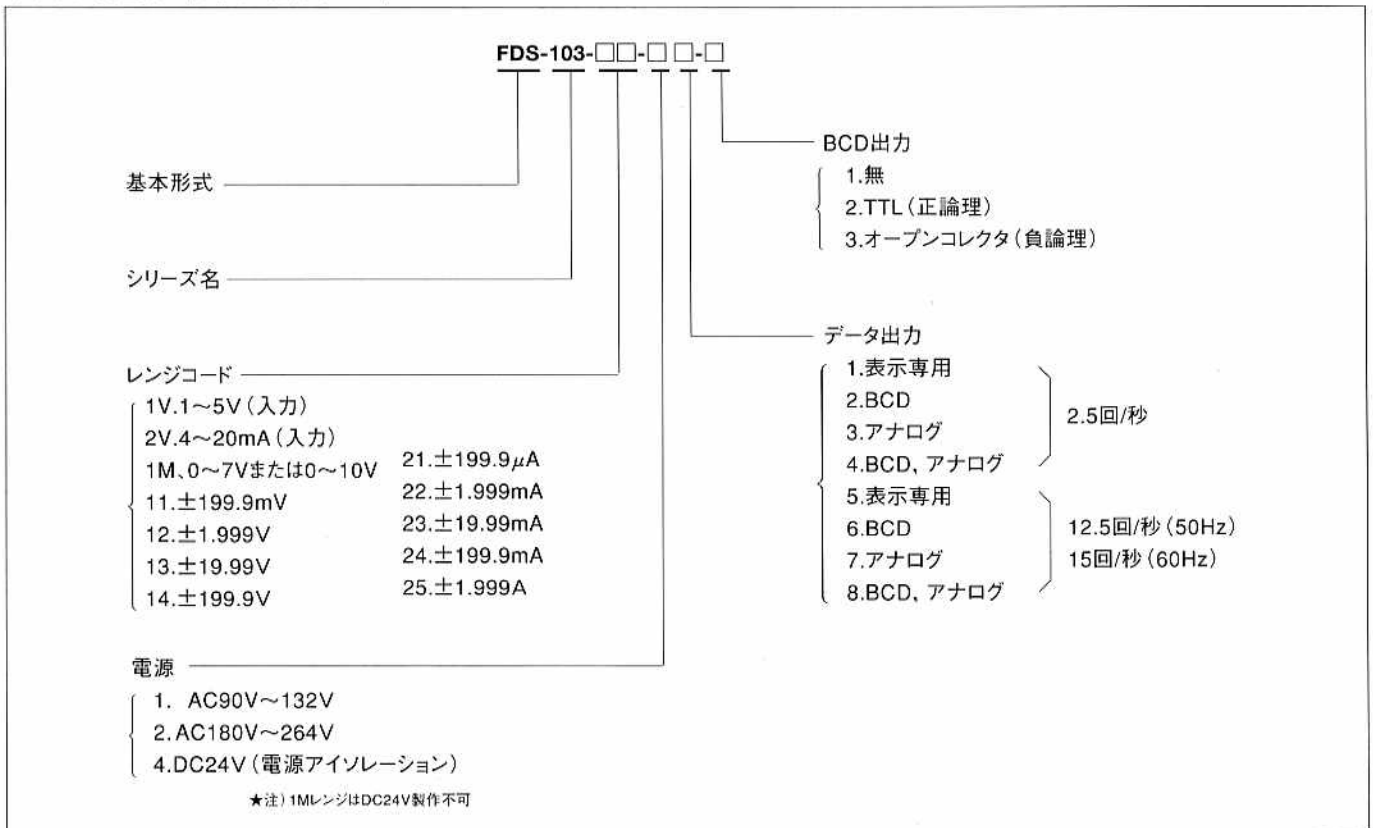 FDS-103-□□-□ □-□
基本形式
シリーズ名
レンジコード
1V.1～5V(入力)
2V.4～20mA(入力)
1M、0～7Vまたは0～10V
11.±199.9mV
12.±1.999V
13.±19.99V
14.±199.9V
21.±199.9μA
22.±1.999mA
23.±19.99mA
24.±199.9mA
25.±1.999A
電源
1. AC90V～132V
2.AC180V～264V
4.DC24V(電源アイソレーション)
★注)1MレンジはDC24V製作不可
BCD出力
1.無
2.TTL(正論理)
3.オープンコレクタ(負論理)
データ出力
1.表示専用
2.BCD
3.アナログ
4.BCD, アナログ
2.5回/秒
5.表示専用
6.BCD
7.アナログ
8.BCD, アナログ
12.5回/秒(50Hz)
15回/秒(60Hz)